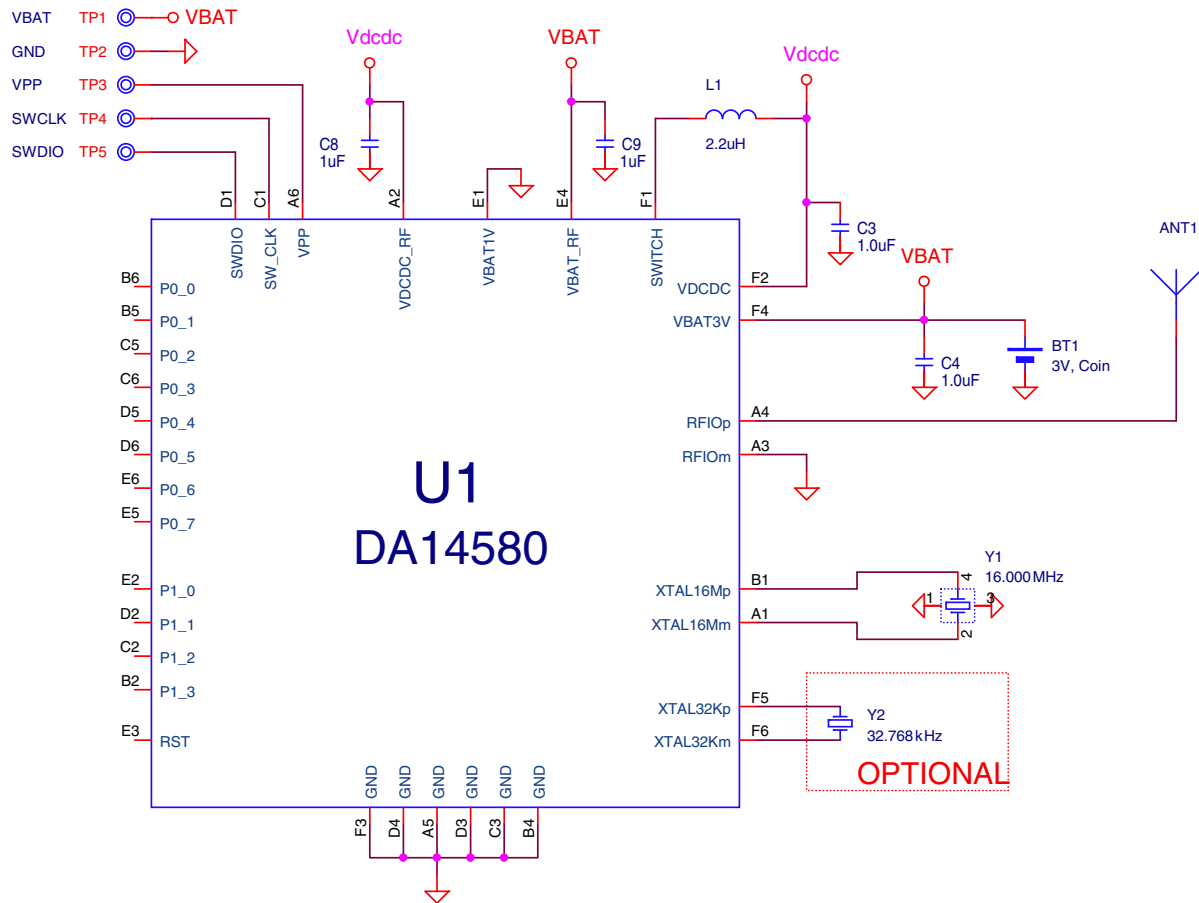 VBAT TP1 VBAT
GND TP2
VPP TP3
SWCLK TP4
SWDIO TP5
Vdcdc
VBAT
Vdcdc
L1
2.2uH
C8
1uF
C9
1uF
D1
C1
A6
A2
E1
E4
F1
SWDIO
SW_CLK
VPP
VDCDC_RF
VBAT1V
VBAT_RF
SWITCH
C3
1.0uF
VBAT
ANT1
B6 P0_0
B5 P0_1
C5 P0_2
C6 P0_3
D5 P0_4
D6 P0_5
E6 P0_6
E5 P0_7
E2 P1_0
D2 P1_1
C2 P1_2
B2 P1_3
E3 RST
U1
DA14580
VDCDC F2
VBAT3V F4
C4
1.0uF
BT1
3V, Coin
RFIOp A4
RFIOm A3
XTAL16Mp B1
XTAL16Mm A1
Y1
16.000MHz
4
1
3
2
XTAL32Kp F5
XTAL32Km F6
Y2
32.768kHz
OPTIONAL
GND
GND
GND
GND
GND
GND
F3
D4
A5
D3
C3
B4